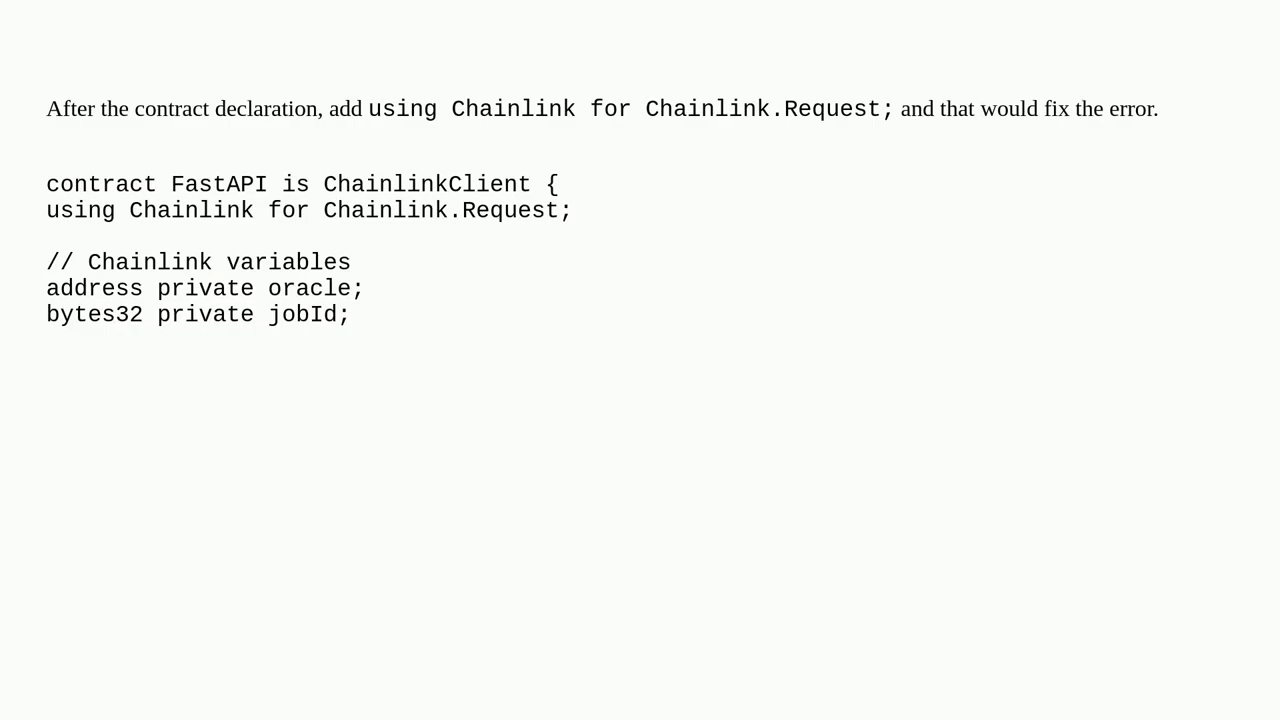 After the contract declaration, add using Chainlink for Chainlink.Request; and that would fix the error.
contract FastAPI is ChainlinkClient {
using Chainlink for Chainlink.Request;
// Chainlink variables
address private oracle;
bytes32 private jobId;